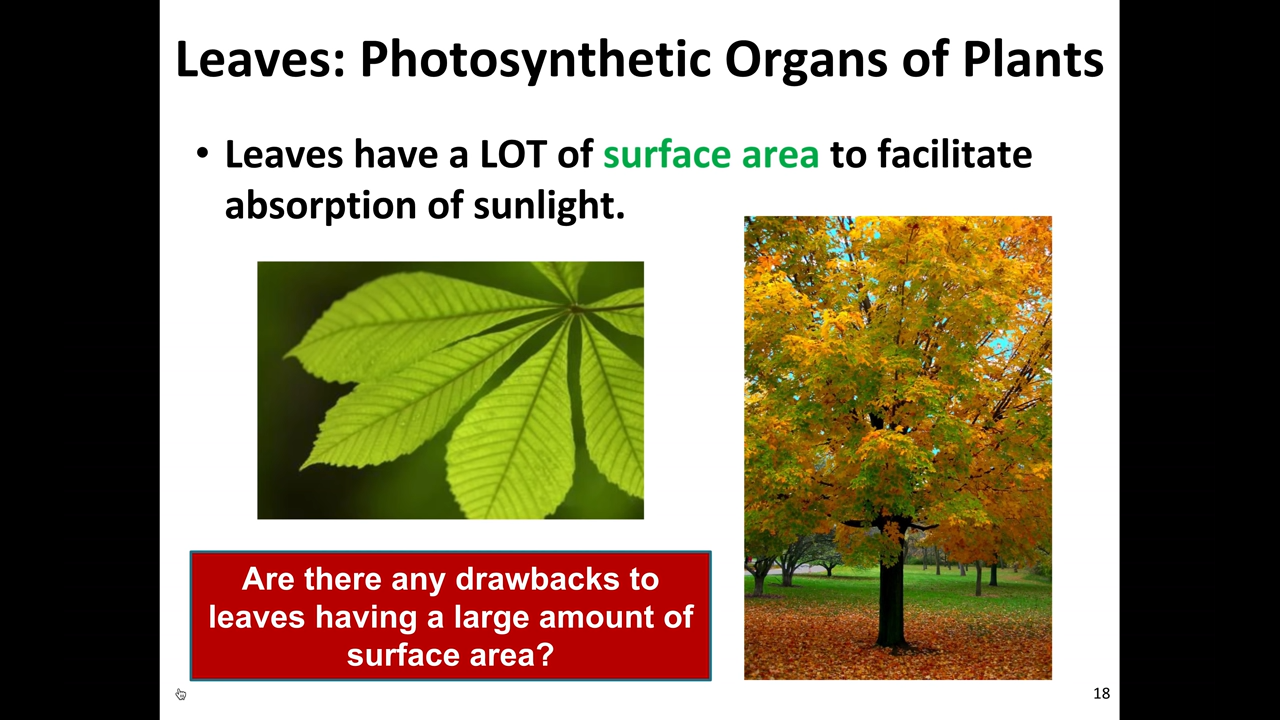 Leaves: Photosynthetic Organs of Plants
• Leaves have a LOT of surface area to facilitate
absorption of sunlight.
Are there any drawbacks to
leaves having a large amount of
surface area?
18